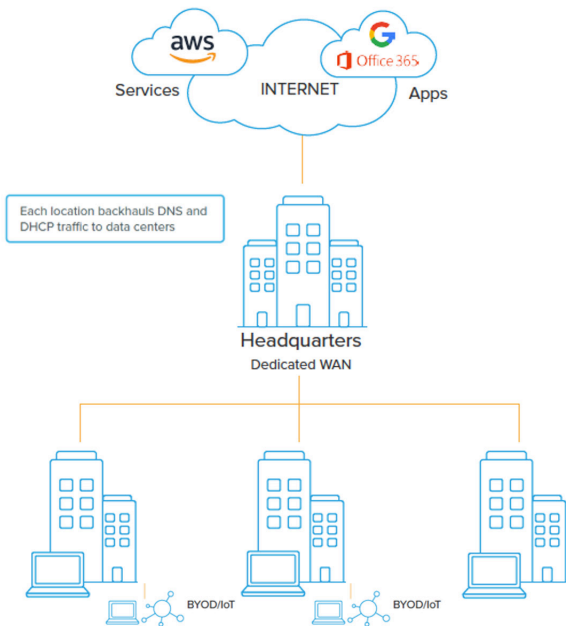 aws
Office 365
Services
INTERNET
Apps
Each location backhauls DNS and
DHCP traffic to data centers
Headquarters
Dedicated WAN
BYOD/IoT
BYOD/IoT